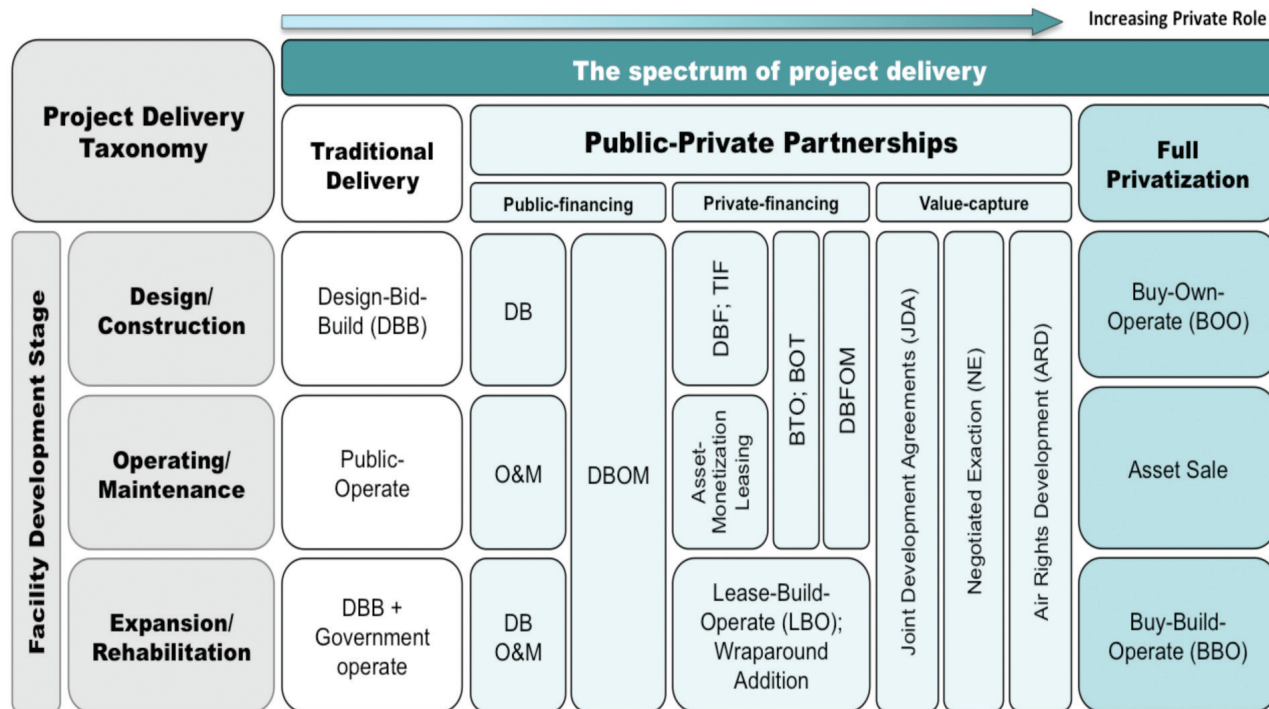 Increasing Private Role
Project Delivery
Taxonomy
The spectrum of project delivery
Traditional
Delivery
Public-Private Partnerships
Full
Privatization
Public-financing
Private-financing
Value-capture
Facility Development Stage
Design/
Construction
Design-Bid-
Build (DBB)
DB
DBOM
DBF; TIF
BTO; BOT
DBFOM
Joint Development Agreements (JDA)
Negotiated Exaction (NE)
Air Rights Development (ARD)
Buy-Own-
Operate (BOO)
Operating/
Maintenance
Public-
Operate
O&M
Asset-
Monetization
Leasing
Asset Sale
Expansion/
Rehabilitation
DBB +
Government
operate
DB
O&M
Lease-Build-
Operate (LBO);
Wraparound
Addition
Buy-Build-
Operate (BBO)